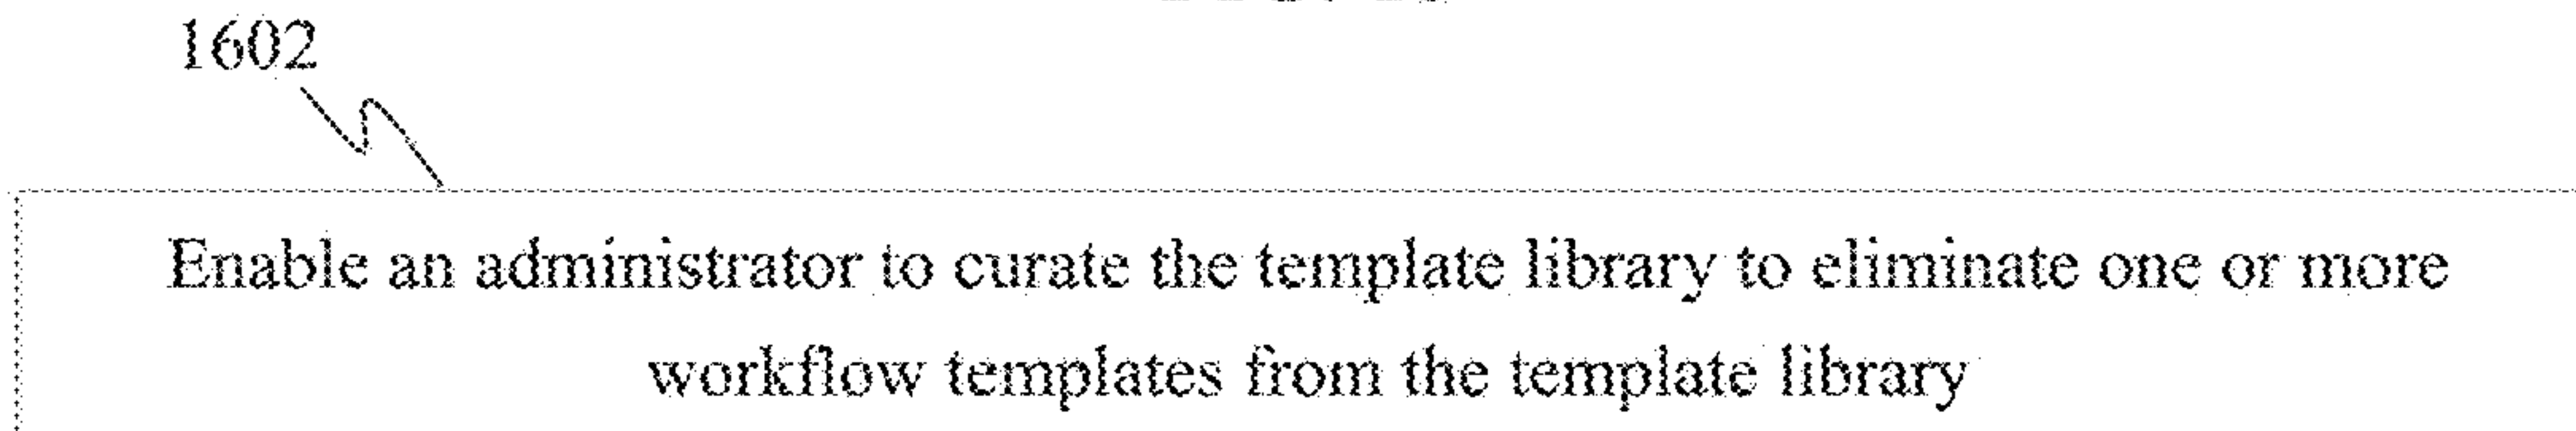 1602
Enable an administrator to curate the template library to eliminate one or more
workflow templates from the template library